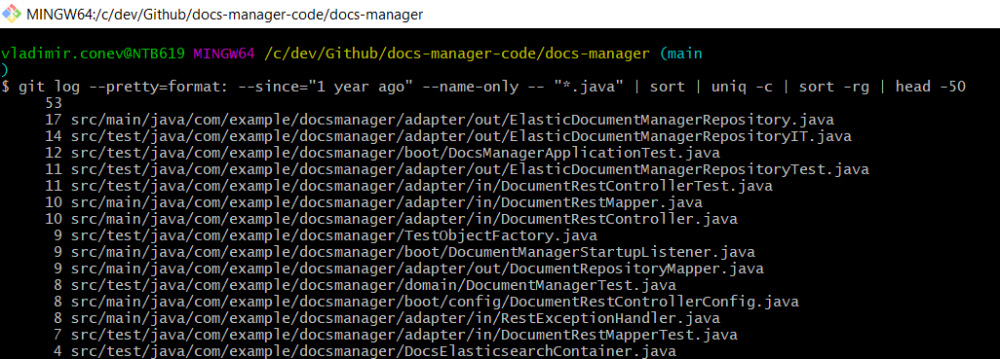 MINGW64:/c/dev/Github/docs-manager-code/docs-manager
vladimir.conev@NTB619 MINGW64 /c/dev/Github/docs-manager-code/docs-manager (main
)
$ git log --pretty=format: --since="1 year ago" --name-only -- "*.java" | sort | uniq -c | sort -rg | head -50
53
17 src/main/java/com/example/docsmanager/adapter/out/ElasticDocumentManagerRepository.java
14 src/test/java/com/example/docsmanager/adapter/out/ElasticDocumentManagerRepositoryIT.java
12 src/test/java/com/example/docsmanager/boot/DocsManagerApplicationTest.java
11 src/test/java/com/example/docsmanager/adapter/out/ElasticDocumentManagerRepositoryTest.java
11 src/test/java/com/example/docsmanager/adapter/in/DocumentRestControllerTest.java
10 src/main/java/com/example/docsmanager/adapter/in/DocumentRestMapper.java
10 src/main/java/com/example/docsmanager/adapter/in/DocumentRestController.java
9 src/test/java/com/example/docsmanager/TestObjectFactory.java
9 src/main/java/com/example/docsmanager/boot/DocumentManagerStartupListener.java
9 src/main/java/com/example/docsmanager/adapter/out/DocumentRepositoryMapper.java
8 src/test/java/com/example/docsmanager/domain/DocumentManagerTest.java
8 src/main/java/com/example/docsmanager/boot/config/DocumentRestControllerConfig.java
8 src/main/java/com/example/docsmanager/adapter/in/RestExceptionHandler.java
7 src/test/java/com/example/docsmanager/adapter/in/DocumentRestMapperTest.java
4 src/test/java/com/example/docsmanager/DocsElasticsearchContainer.java